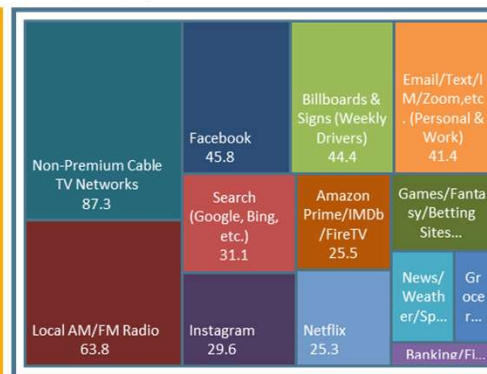 Non-Premium Cable
TV Networks
87.3
Local AM/FM Radio
63.8
Facebook
45.8
Billboards &
Signs (Weekly
Drivers)
44.4
Email/Text/I
M/Zoom,etc
. (Personal &
Work)
41.4
Search
(Google, Bing,
etc.)
31.1
Amazon
Prime/IMDb
/FireTV
25.5
Games/Fanta
sy/Betting
Sites...
Instagram
29.6
Netflix
25.3
News/
Weath
er/Sp...
Gr
ocer
r...
Banking/Fi...